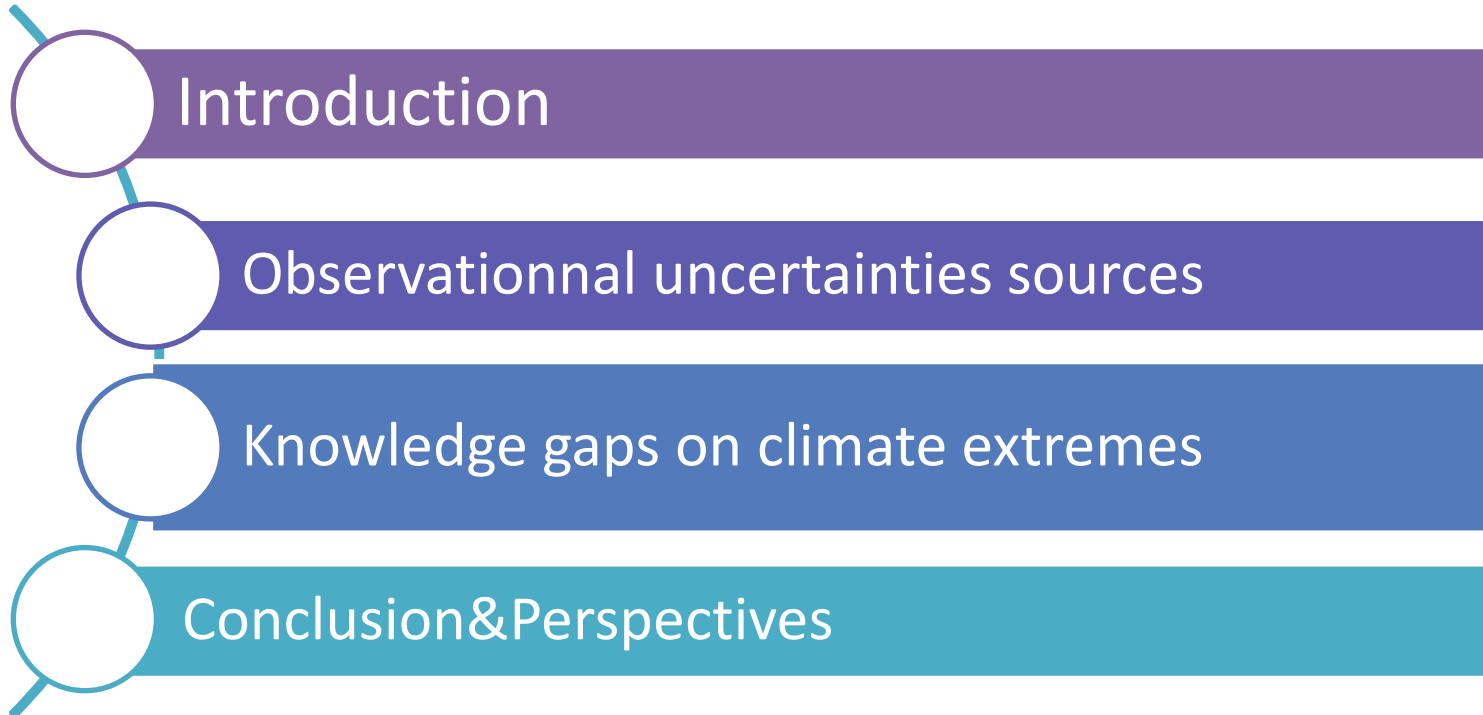 Introduction
Observationnal uncertainties sources
Knowledge gaps on climate extremes
Conclusion&Perspectives